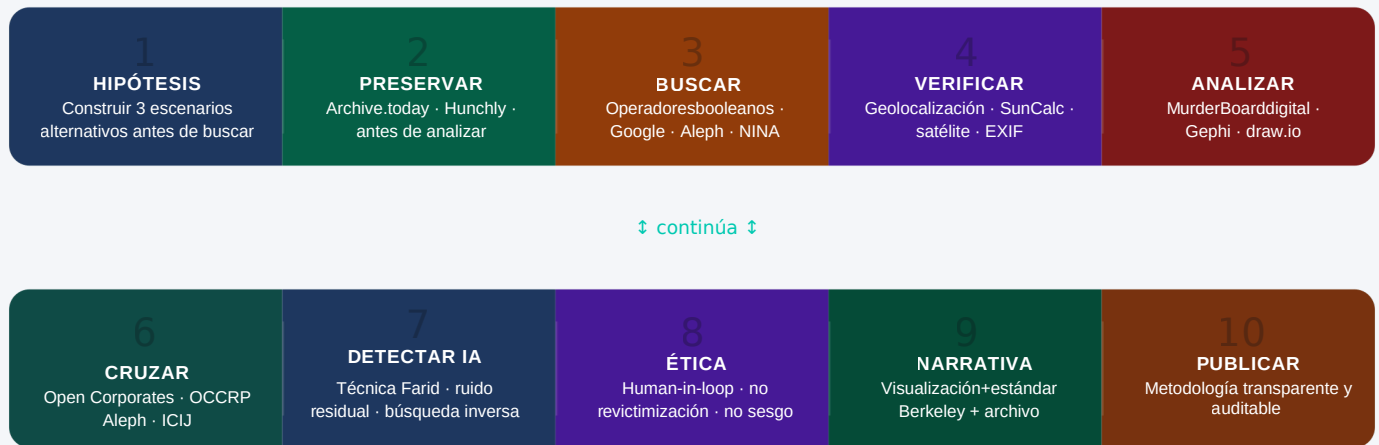 1
HIPÓTESIS
Construir 3 escenarios
alternativos antes de buscar
2
PRESERVAR
Archive.today · Hunchly ·
antes de analizar
3
BUSCAR
Operadoresbooleanos ·
Google · Aleph · NINA
4
VERIFICAR
Geolocalización · SunCalc ·
satélite · EXIF
5
ANALIZAR
MurderBoarddigital ·
Gephi · draw.io
↕ continúa ↕
6
CRUZAR
Open Corporates · OCCRP
Aleph · ICIJ
7
DETECTAR IA
Técnica Farid · ruido
residual · búsqueda inversa
8
ÉTICA
Human-in-loop · no
revictimización · no sesgo
9
NARRATIVA
Visualización+estándar
Berkeley + archivo
10
PUBLICAR
Metodología transparente y
auditable